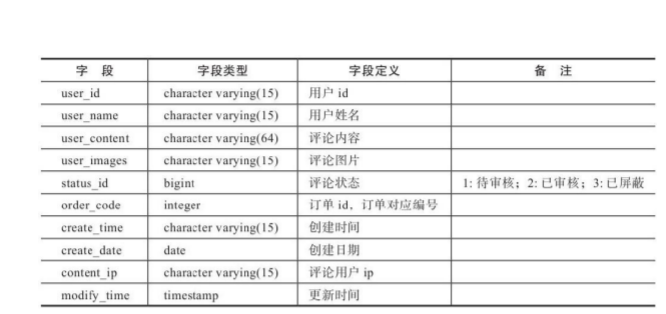 字 段 字段类型 字段定义 备 注
user_id character varying(15) 用户 id
user_name character varying(15) 用户姓名
user_content character varying(64) 评论内容
user_images character varying(15) 评论图片
status_id bigint 评论状态 1: 待审核；2: 已审核；3: 已屏蔽
order_code integer 订单 id，订单对应编号
create_time character varying(15) 创建时间
create_date date 创建日期
content_ip character varying(15) 评论用户 ip
modify_time timestamp 更新时间